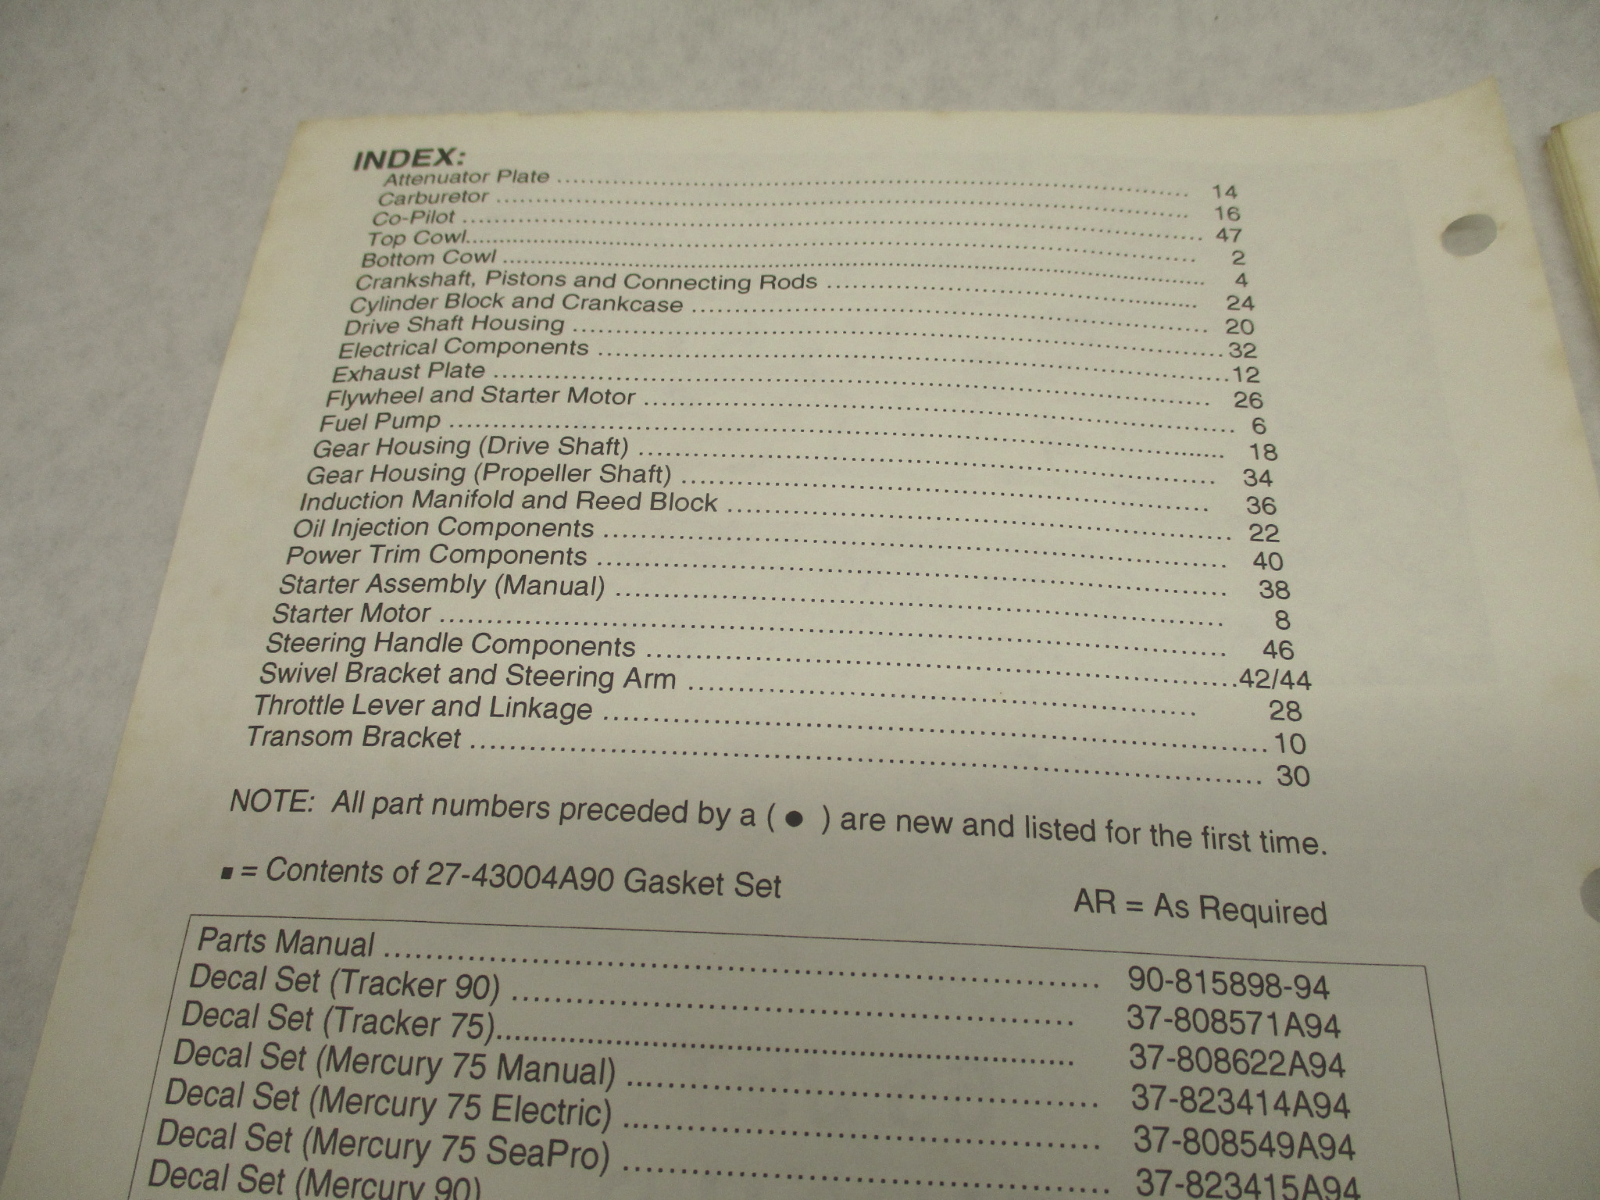 INDEX:
Attenuator Plate ........ 14
Carburetor ........ 16
Co-Pilot ........ 47
Top Cowl........ 2
Bottom Cowl ........ 4
Crankshaft, Pistons and Connecting Rods ........ 24
Cylinder Block and Crankcase ........ 20
Drive Shaft Housing ........ 32
Electrical Components ........ 12
Exhaust Plate ........ 26
Flywheel and Starter Motor ........ 6
Fuel Pump ........ 18
Gear Housing (Drive Shaft) ........ 34
Gear Housing (Propeller Shaft) ........ 36
Induction Manifold and Reed Block ........ 22
Oil Injection Components ........ 40
Power Trim Components ........ 38
Starter Assembly (Manual) ........ 8
Starter Motor ........ 46
Steering Handle Components ........ 42/44
Swivel Bracket and Steering Arm ........ 28
Throttle Lever and Linkage ........ 10
Transom Bracket ........ 30
NOTE: All part numbers preceded by a ( ● ) are new and listed for the first time.
■ = Contents of 27-43004A90 Gasket Set AR = As Required
Parts Manual ........ 90-815898-94
Decal Set (Tracker 90) ........ 37-808571A94
Decal Set (Tracker 75)........ 37-808622A94
Decal Set (Mercury 75 Manual) ........ 37-823414A94
Decal Set (Mercury 75 Electric) ........ 37-808549A94
Decal Set (Mercury 75 SeaPro) ........ 37-823415A94
Decal Set (Mercury 90)